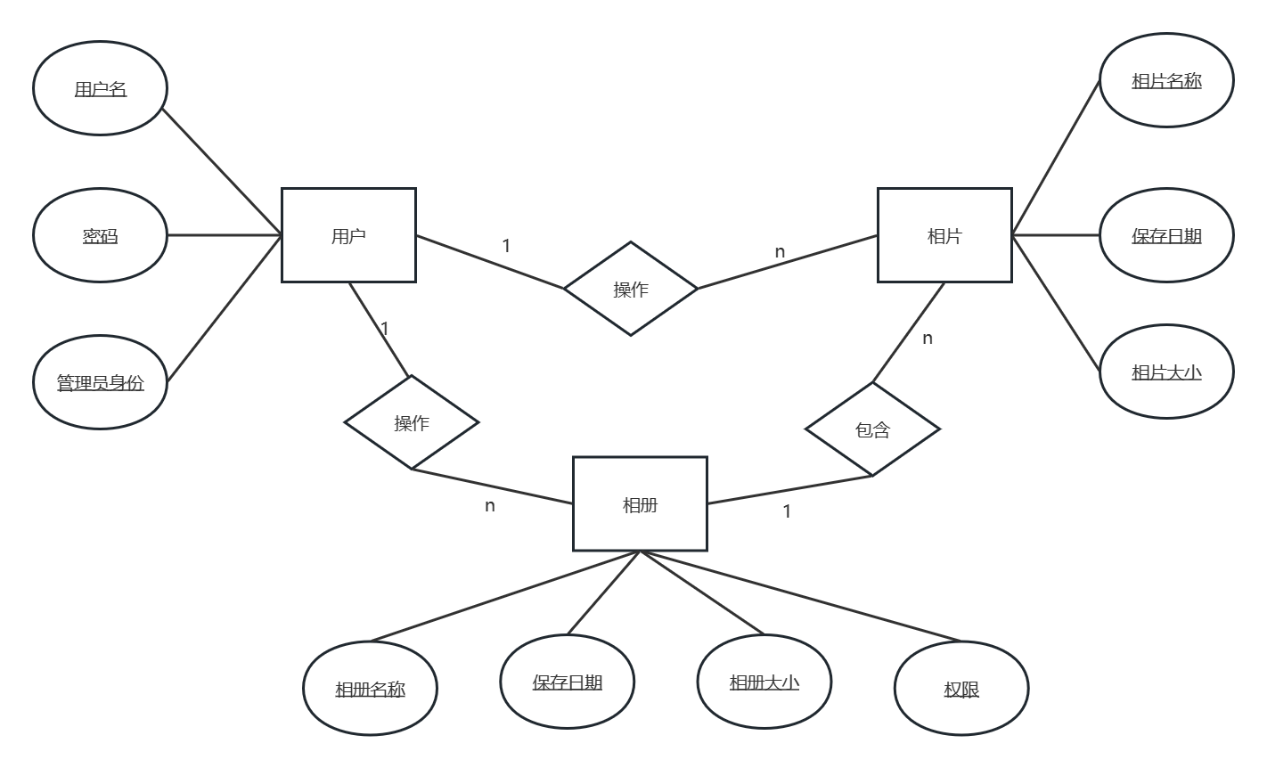 用户名
相片名称
密码
用户
1
n
相片
保存日期
操作
1
n
管理员身份
相片大小
操作
包含
n
相册
1
相册名称
保存日期
相册大小
权限